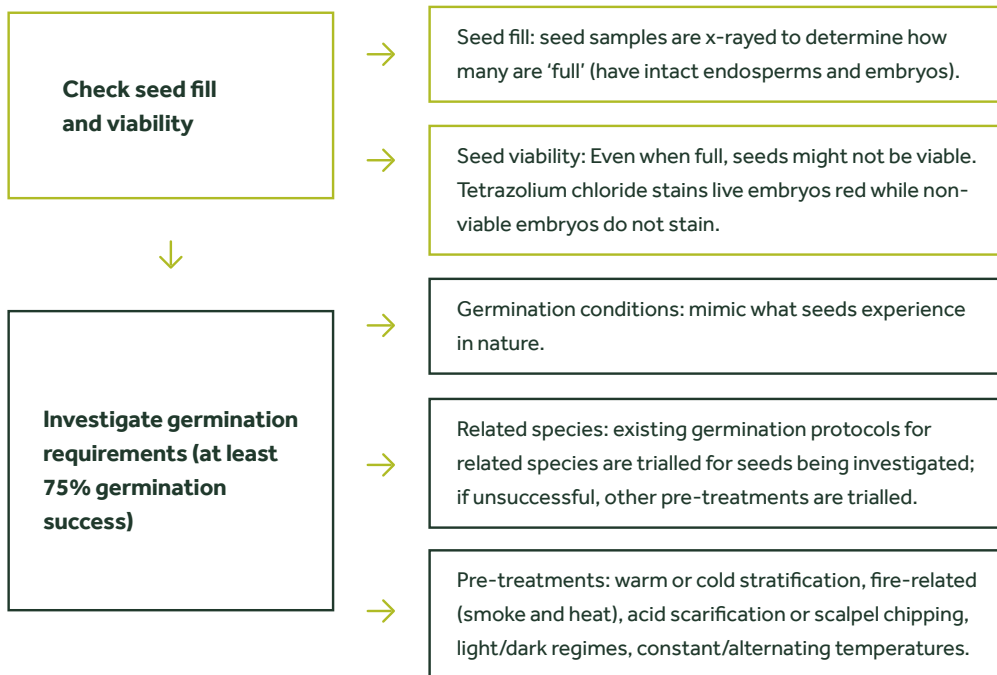 Check seed fill
and viability
Seed fill: seed samples are x-rayed to determine how
many are ‘full’ (have intact endosperms and embryos).
Seed viability: Even when full, seeds might not be viable.
Tetrazolium chloride stains live embryos red while non-
viable embryos do not stain.
Investigate germination
requirements (at least
75% germination
success)
Germination conditions: mimic what seeds experience
in nature.
Related species: existing germination protocols for
related species are trialled for seeds being investigated;
if unsuccessful, other pre-treatments are trialled.
Pre-treatments: warm or cold stratification, fire-related
(smoke and heat), acid scarification or scalpel chipping,
light/dark regimes, constant/alternating temperatures.